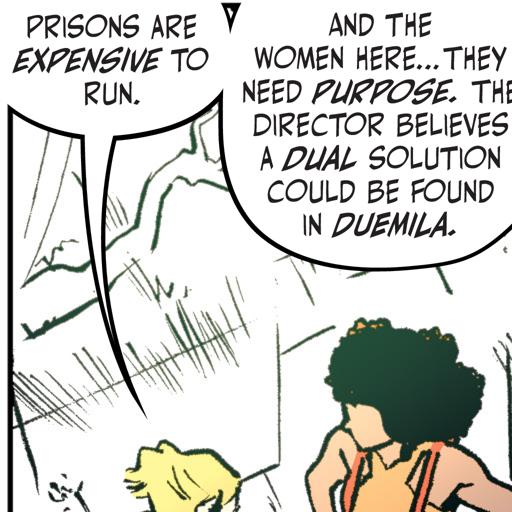 PRISONS ARE
EXPENSIVE TO
RUN.
AND THE
WOMEN HERE...THEY
NEED PURPOSE. THE
DIRECTOR BELIEVES
A DUAL SOLUTION
COULD BE FOUND
IN DUEMILA.